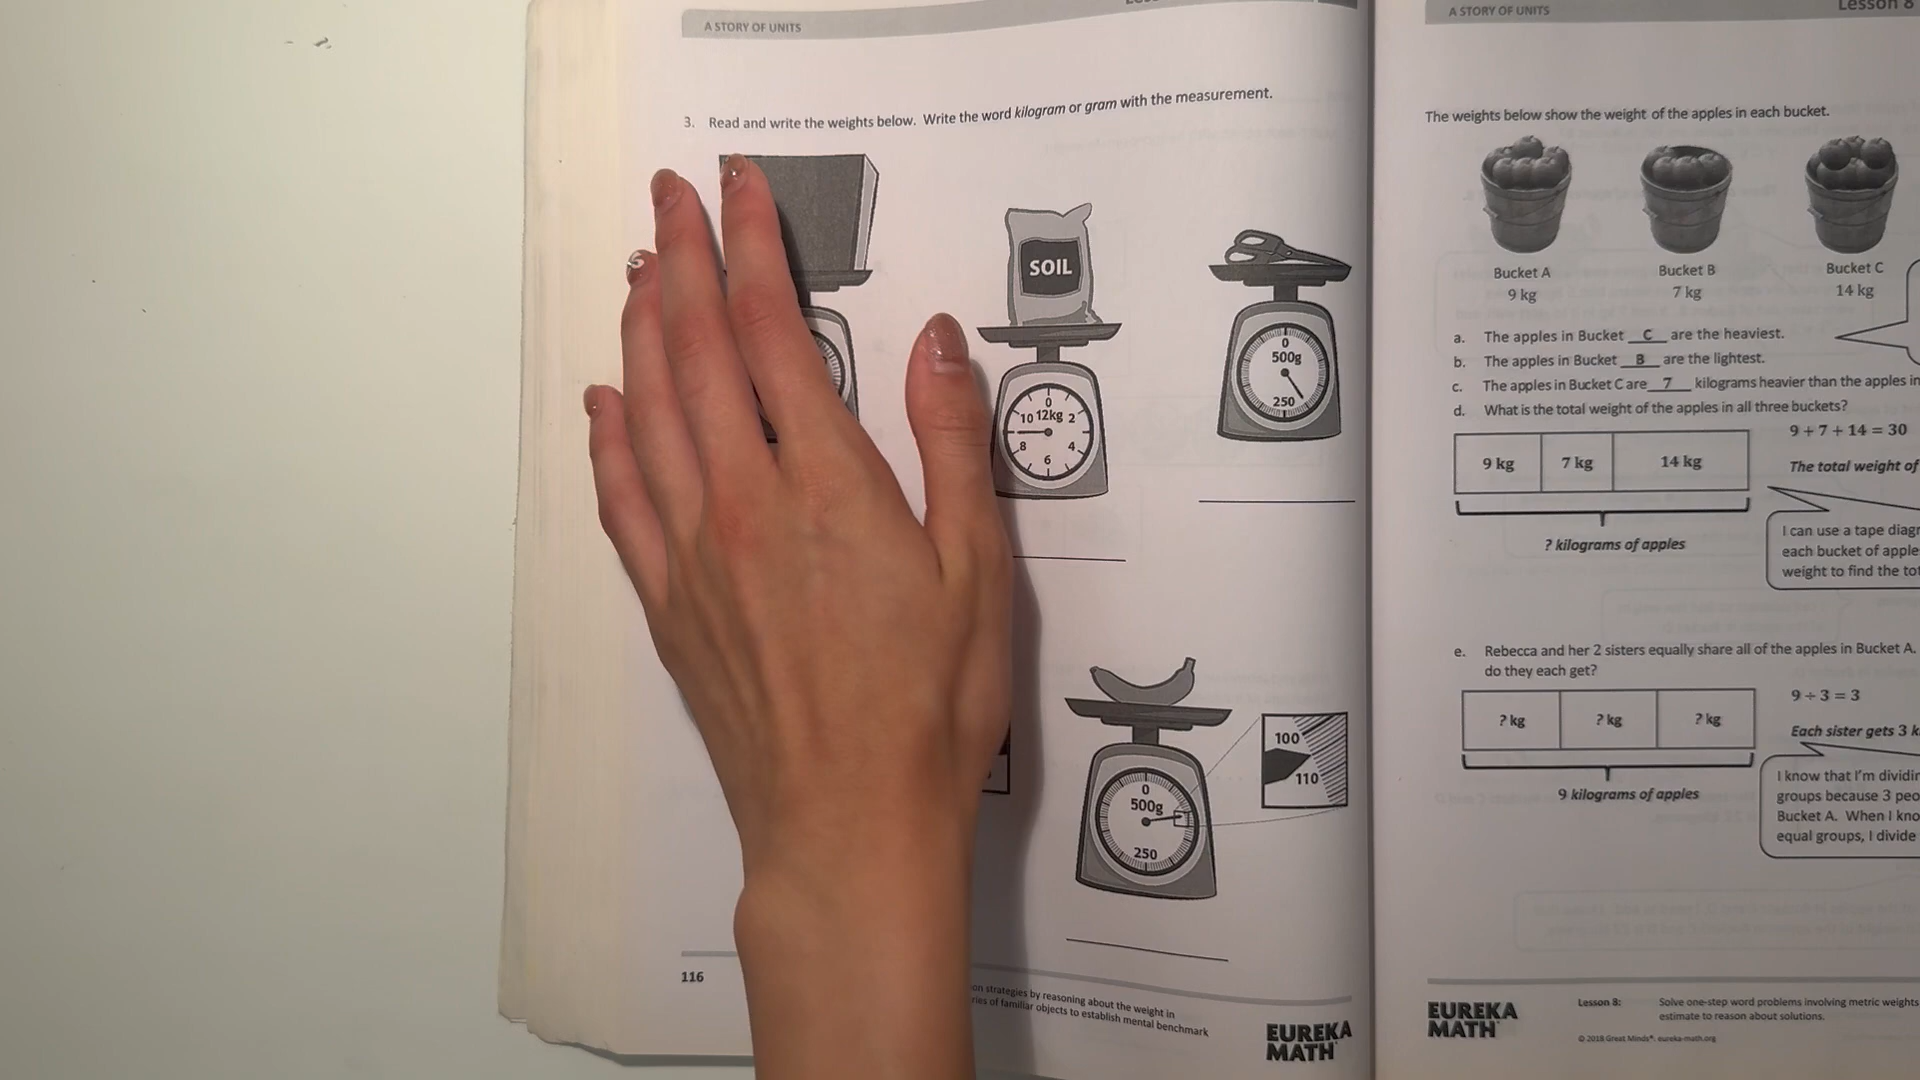 A STORY OF UNITS
3. Read and write the weights below. Write the word kilogram or gram with the measurement.
SOIL
0
10 12kg 2
8 4
6
0
500g
250
100
110
0
500g
250
116
on strategies by reasoning about the weight in
ries of familiar objects to establish mental benchmark
EUREKA
MATH
A STORY OF UNITS
Lesson 8
The weights below show the weight of the apples in each bucket.
Bucket A Bucket B Bucket C
9 kg 7 kg 14 kg
a. The apples in Bucket C are the heaviest.
b. The apples in Bucket B are the lightest.
c. The apples in Bucket C are 7 kilograms heavier than the apples in
d. What is the total weight of the apples in all three buckets?
9 + 7 + 14 = 30
9 kg 7 kg 14 kg
The total weight of
? kilograms of apples
I can use a tape diagr
each bucket of apple
weight to find the tot
e. Rebecca and her 2 sisters equally share all of the apples in Bucket A.
do they each get?
9 ÷ 3 = 3
? kg ? kg ? kg
Each sister gets 3 k
9 kilograms of apples
I know that I'm dividin
groups because 3 peo
Bucket A. When I kno
equal groups, I divide
EUREKA
MATH
Lesson 8: Solve one-step word problems involving metric weights
estimate to reason about solutions.
© 2018 Great Minds®. eureka-math.org